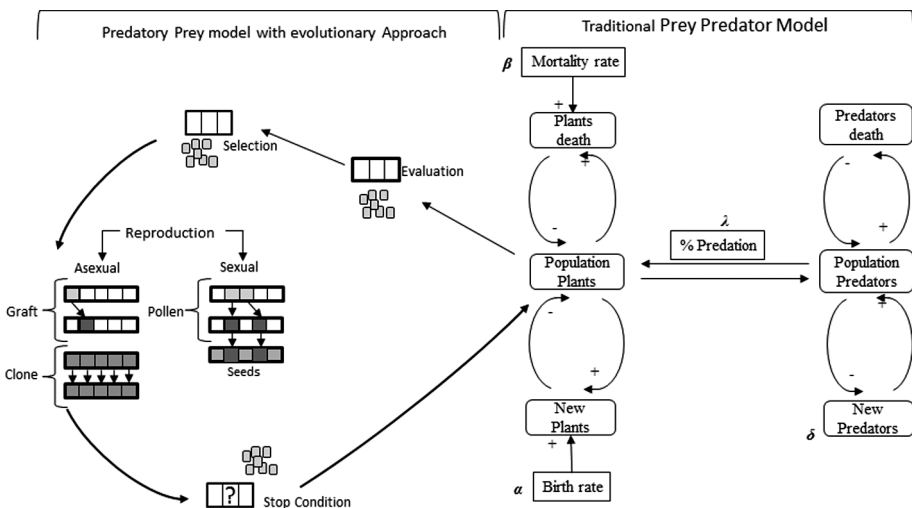 Predatory Prey model with evolutionary Approach
Traditional Prey Predator Model
β
Mortality rate
+
Plants
death
Predators
death
Selection
Evaluation
+
-
-
+
λ
% Predation
Reproduction
Asexual
Sexual
Population
Plants
Population
Predators
Graft
Pollen
-
+
+
-
Clone
Seeds
New
Plants
New
Predators
δ
+
?
Stop Condition
α
Birth rate